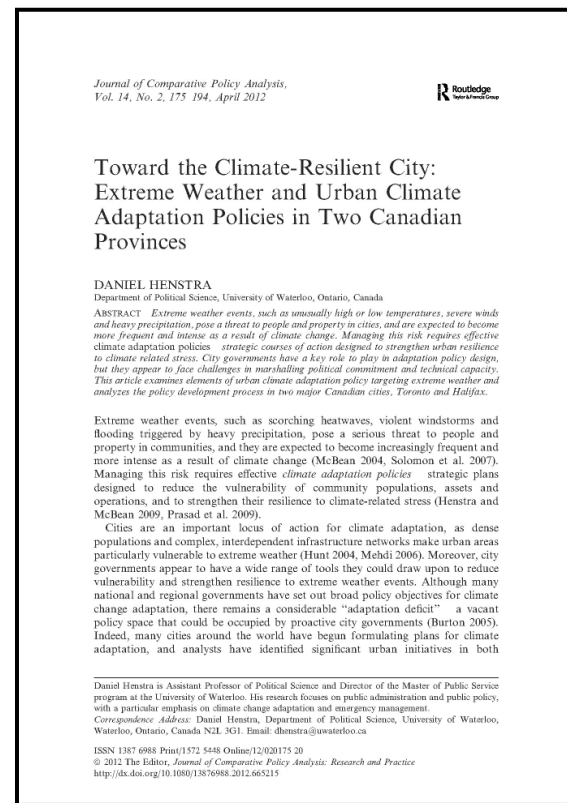 Journal of Comparative Policy Analysis,
Vol. 14, No. 2, 175 194, April 2012
Routledge
Taylor & Francis Group
Toward the Climate-Resilient City:
Extreme Weather and Urban Climate
Adaptation Policies in Two Canadian
Provinces
DANIEL HENSTRA
Department of Political Science, University of Waterloo, Ontario, Canada
ABSTRACT Extreme weather events, such as unusually high or low temperatures, severe winds
and heavy precipitation, pose a threat to people and property in cities, and are expected to become
more frequent and intense as a result of climate change. Managing this risk requires effective
climate adaptation policies strategic courses of action designed to strengthen urban resilience
to climate related stress. City governments have a key role to play in adaptation policy design,
but they appear to face challenges in marshalling political commitment and technical capacity.
This article examines elements of urban climate adaptation policy targeting extreme weather and
analyzes the policy development process in two major Canadian cities, Toronto and Halifax.
Extreme weather events, such as scorching heatwaves, violent windstorms and
flooding triggered by heavy precipitation, pose a serious threat to people and
property in communities, and they are expected to become increasingly frequent and
more intense as a result of climate change (McBean 2004, Solomon et al. 2007).
Managing this risk requires effective climate adaptation policies strategic plans
designed to reduce the vulnerability of community populations, assets and
operations, and to strengthen their resilience to climate-related stress (Henstra and
McBean 2009, Prasad et al. 2009).
Cities are an important locus of action for climate adaptation, as dense
populations and complex, interdependent infrastructure networks make urban areas
particularly vulnerable to extreme weather (Hunt 2004, Mehdi 2006). Moreover, city
governments appear to have a wide range of tools they could draw upon to reduce
vulnerability and strengthen resilience to extreme weather events. Although many
national and regional governments have set out broad policy objectives for climate
change adaptation, there remains a considerable “adaptation deficit” a vacant
policy space that could be occupied by proactive city governments (Burton 2005).
Indeed, many cities around the world have begun formulating plans for climate
adaptation, and analysts have identified significant urban initiatives in both
Daniel Henstra is Assistant Professor of Political Science and Director of the Master of Public Service
program at the University of Waterloo. His research focuses on public administration and public policy,
with a particular emphasis on climate change adaptation and emergency management.
Correspondence Address: Daniel Henstra, Department of Political Science, University of Waterloo,
Waterloo, Ontario, Canada N2L 3G1. Email: dhenstra@uwaterloo.ca
ISSN 1387 6988 Print/1572 5448 Online/12/020175 20
© 2012 The Editor, Journal of Comparative Policy Analysis: Research and Practice
http://dx.doi.org/10.1080/13876988.2012.665215